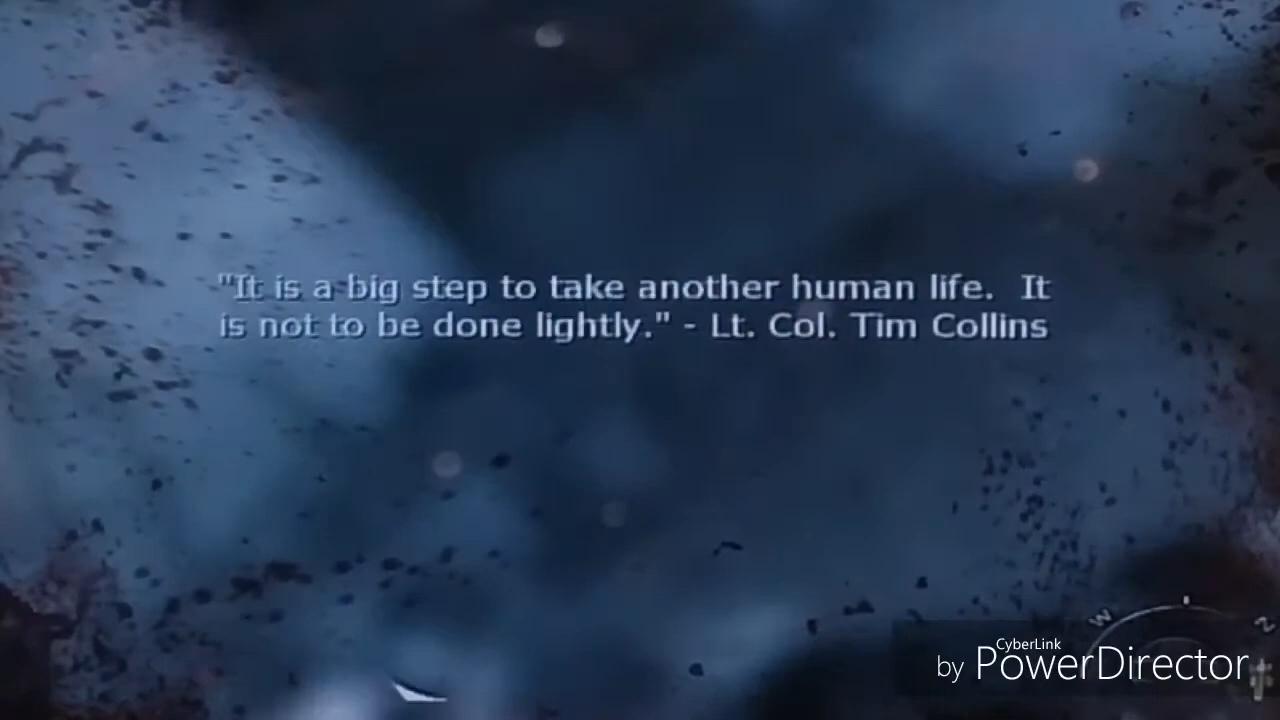 "It is a big step to take another human life.  It
is not to be done lightly." - Lt. Col. Tim Collins
W
N
CyberLink
by PowerDirector